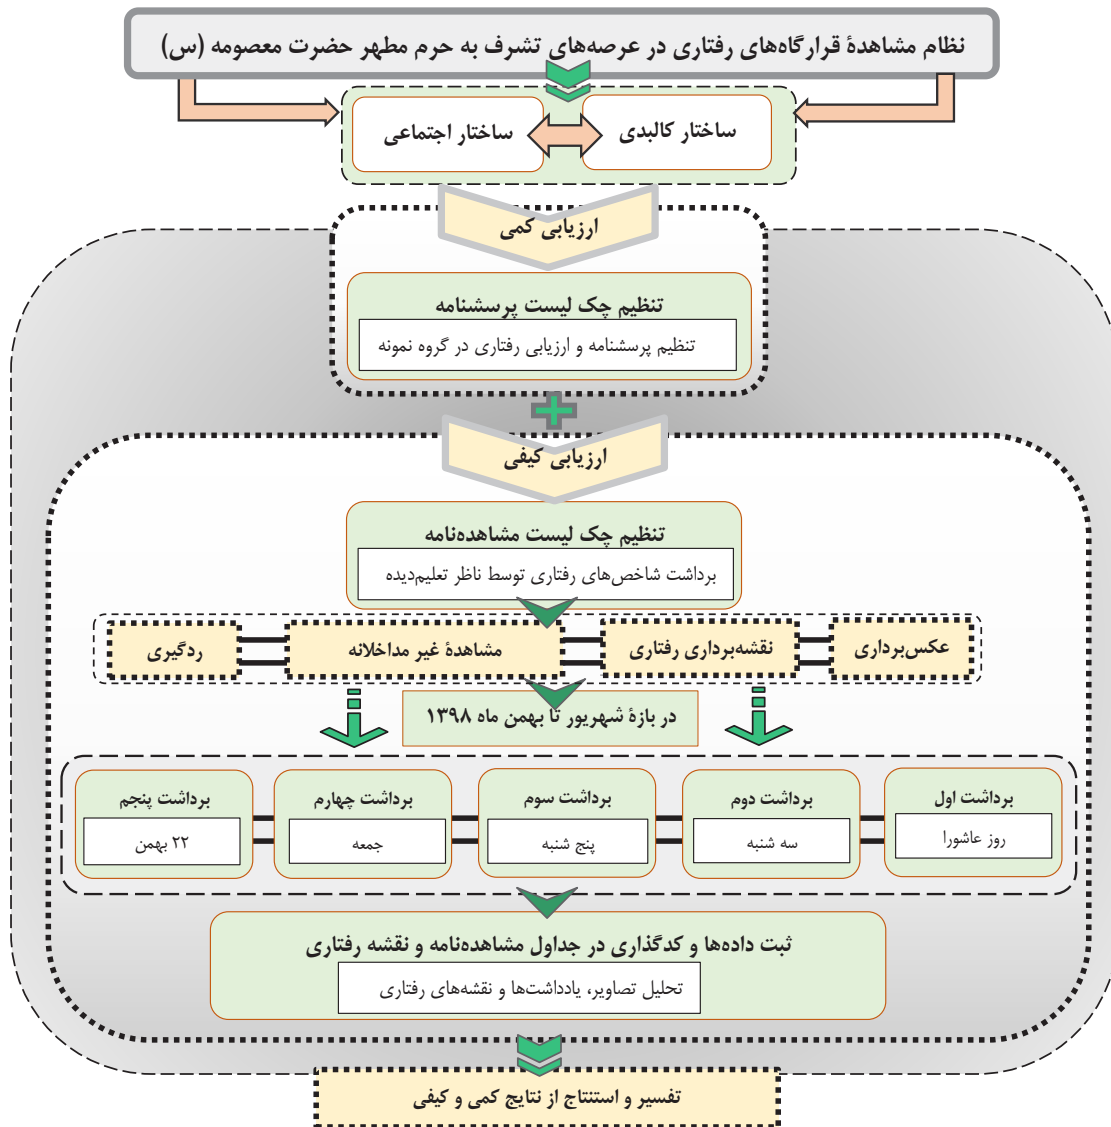 نظام مشاهدۀ قرارگاه‌های رفتاری در عرصه‌های تشرف به حرم مطهر حضرت معصومه (س)
ساختار کالبدی
ساختار اجتماعی
ارزیابی کمی
تنظیم چک لیست پرسشنامه
تنظیم پرسشنامه و ارزیابی رفتاری در گروه نمونه
ارزیابی کیفی
تنظیم چک لیست مشاهده‌نامه
برداشت شاخص‌های رفتاری توسط ناظر تعلیم‌دیده
عکس‌برداری
نقشه‌برداری رفتاری
مشاهدۀ غیر مداخلانه
ردگیری
در بازۀ شهریور تا بهمن ماه ۱۳۹۸
برداشت اول
روز عاشورا
برداشت دوم
سه شنبه
برداشت سوم
پنج شنبه
برداشت چهارم
جمعه
برداشت پنجم
۲۲ بهمن
ثبت داده‌ها و کدگذاری در جداول مشاهده‌نامه و نقشه رفتاری
تحلیل تصاویر، یادداشت‌ها و نقشه‌های رفتاری
تفسیر و استنتاج از نتایج کمی و کیفی